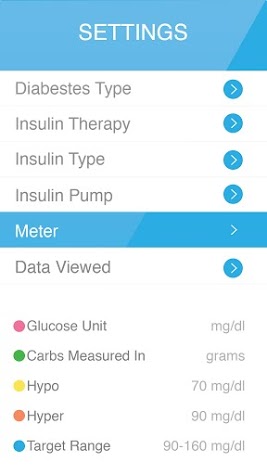 SETTINGS
Diabestes Type
Insulin Therapy
Insulin Type
Insulin Pump
Meter
Data Viewed
Glucose Unit mg/dl
Carbs Measured In grams
Hypo 70 mg/dl
Hyper 90 mg/dl
Target Range 90-160 mg/dl